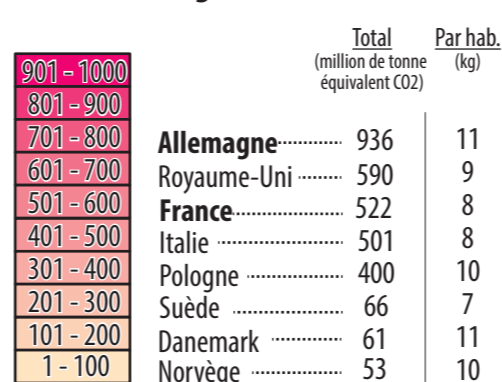 Total Par hab.
(million de tonne (kg)
équivalent CO2)
901 - 1000
801 - 900
701 - 800
601 - 700
501 - 600
401 - 500
301 - 400
201 - 300
101 - 200
1 - 100
Allemagne 936 11
Royaume-Uni 590 9
France 522 8
Italie 501 8
Pologne 400 10
Suède 66 7
Danemark 61 11
Norvège 53 10